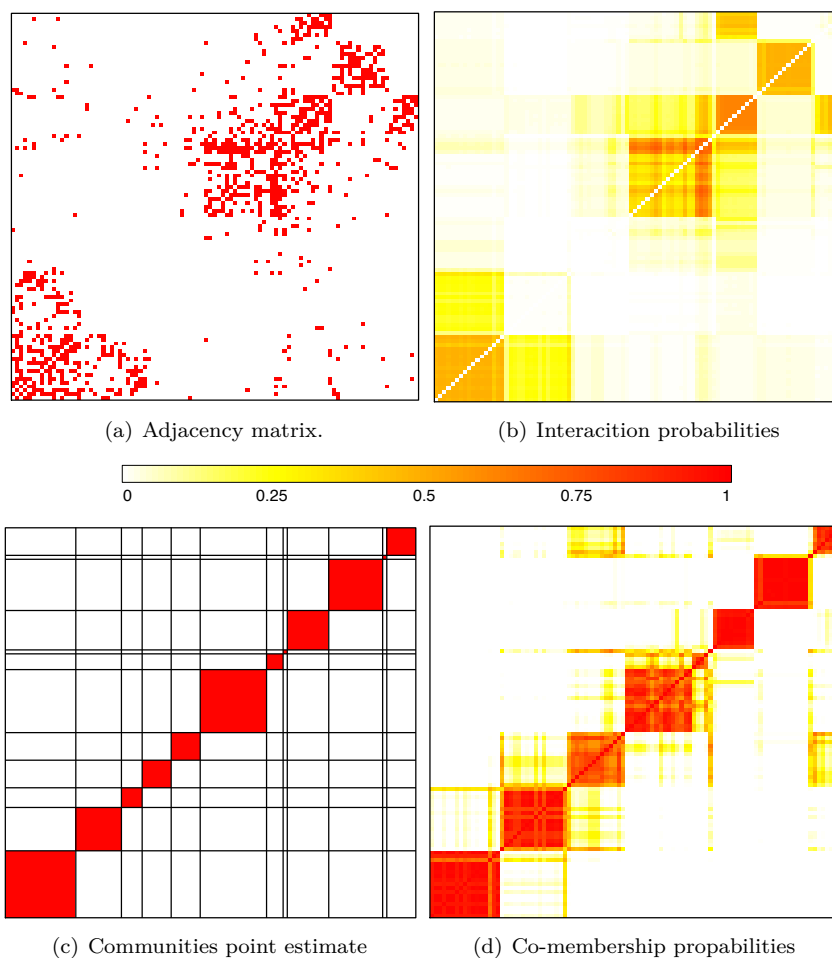 (a) Adjacency matrix.
(b) Interacition probabilities
0 0.25 0.5 0.75 1
(c) Communities point estimate
(d) Co-membership propabilities